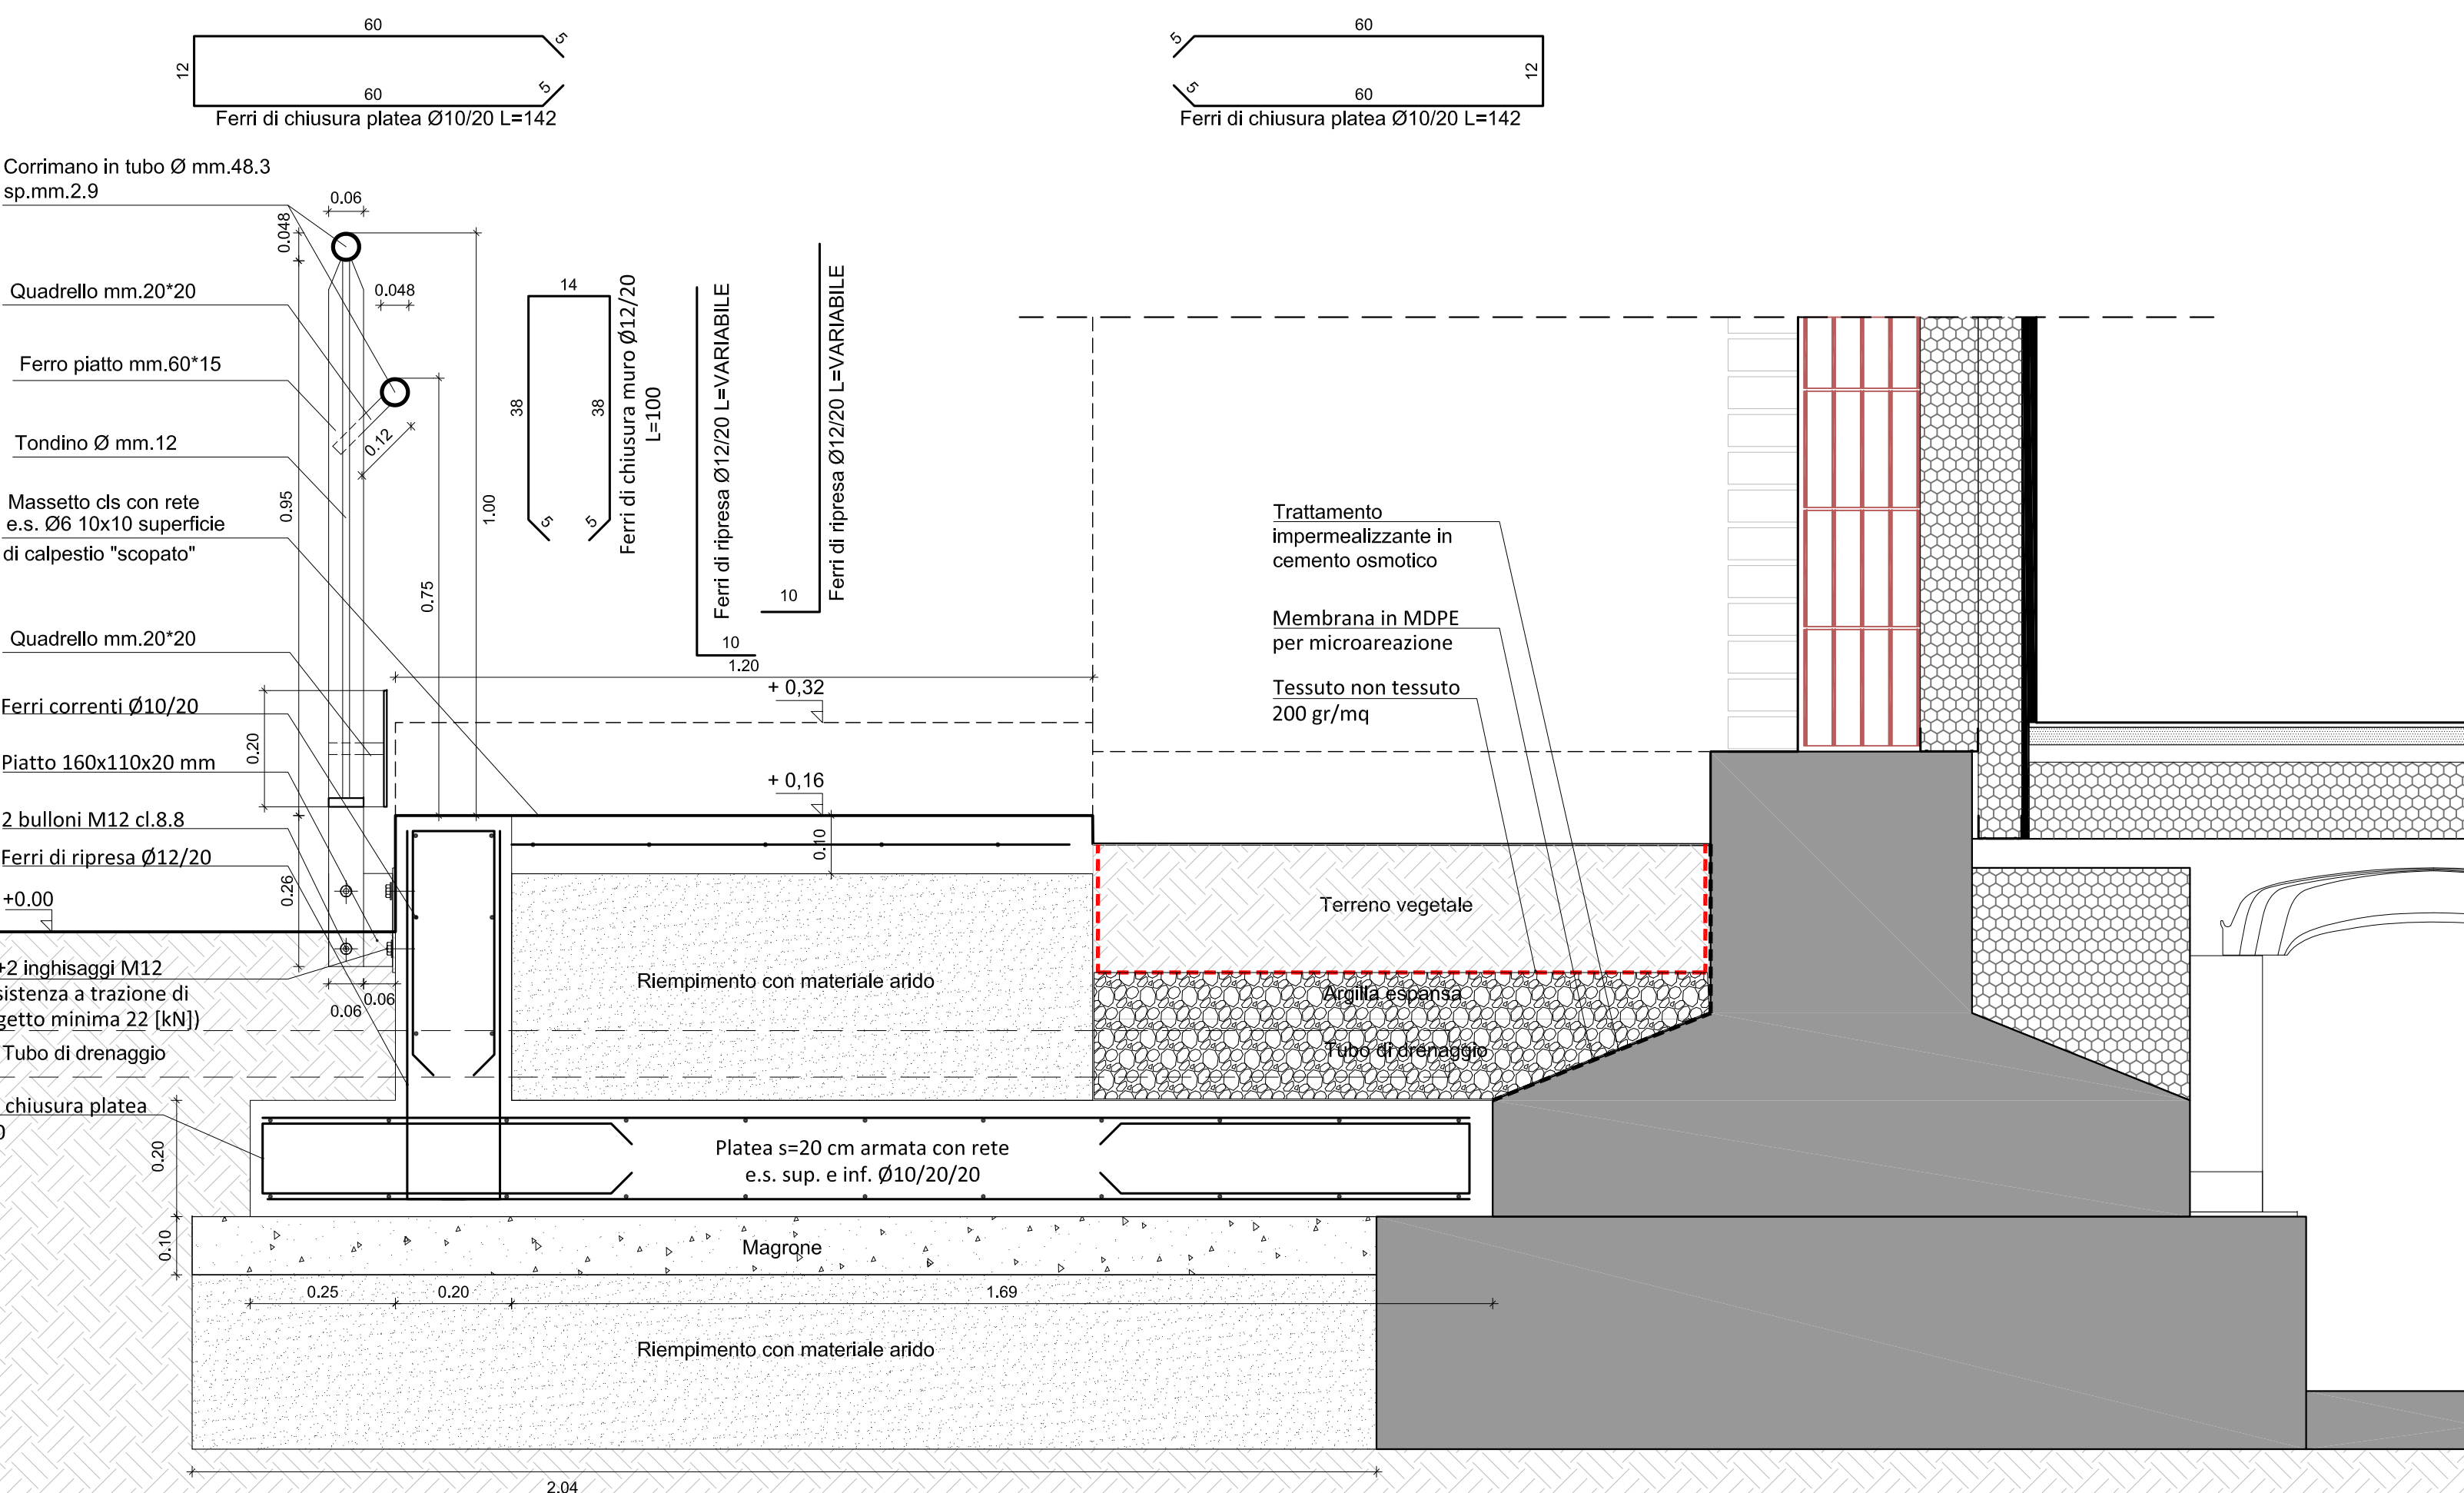 60
5
12
60
5
Ferri di chiusura platea Ø10/20 L=142
60
5
12
5
60
Ferri di chiusura platea Ø10/20 L=142
Corrimano in tubo Ø mm.48.3
sp.mm.2.9
Quadrello mm.20*20
Ferro piatto mm.60*15
Tondino Ø mm.12
Massetto cls con rete
e.s. Ø6 10x10 superficie
di calpestio "scopato"
Quadrello mm.20*20
Ferri correnti Ø10/20
Piatto 160x110x20 mm
2 bulloni M12 cl.8.8
Ferri di ripresa Ø12/20
+0.00
+2 inghisaggi M12
sistenza a trazione di
getto minima 22 [kN])
Tubo di drenaggio
chiusura platea
0
0.06
0.048
0.048
0.12
0.95
1.00
0.75
0.20
0.26
0.06
0.06
14
38
38
5
5
Ferri di chiusura muro Ø12/20
L=100
Ferri di ripresa Ø12/20 L=VARIABILE
10
Ferri di ripresa Ø12/20 L=VARIABILE
10
1.20
+ 0,32
+ 0,16
0.10
Trattamento
impermealizzante in
cemento osmotico
Membrana in MDPE
per microareazione
Tessuto non tessuto
200 gr/mq
Terreno vegetale
Argilla espansa
Tubo di drenaggio
Riempimento con materiale arido
Platea s=20 cm armata con rete
e.s. sup. e inf. Ø10/20/20
0.20
0.10
Magrone
0.25
0.20
1.69
Riempimento con materiale arido
2.04